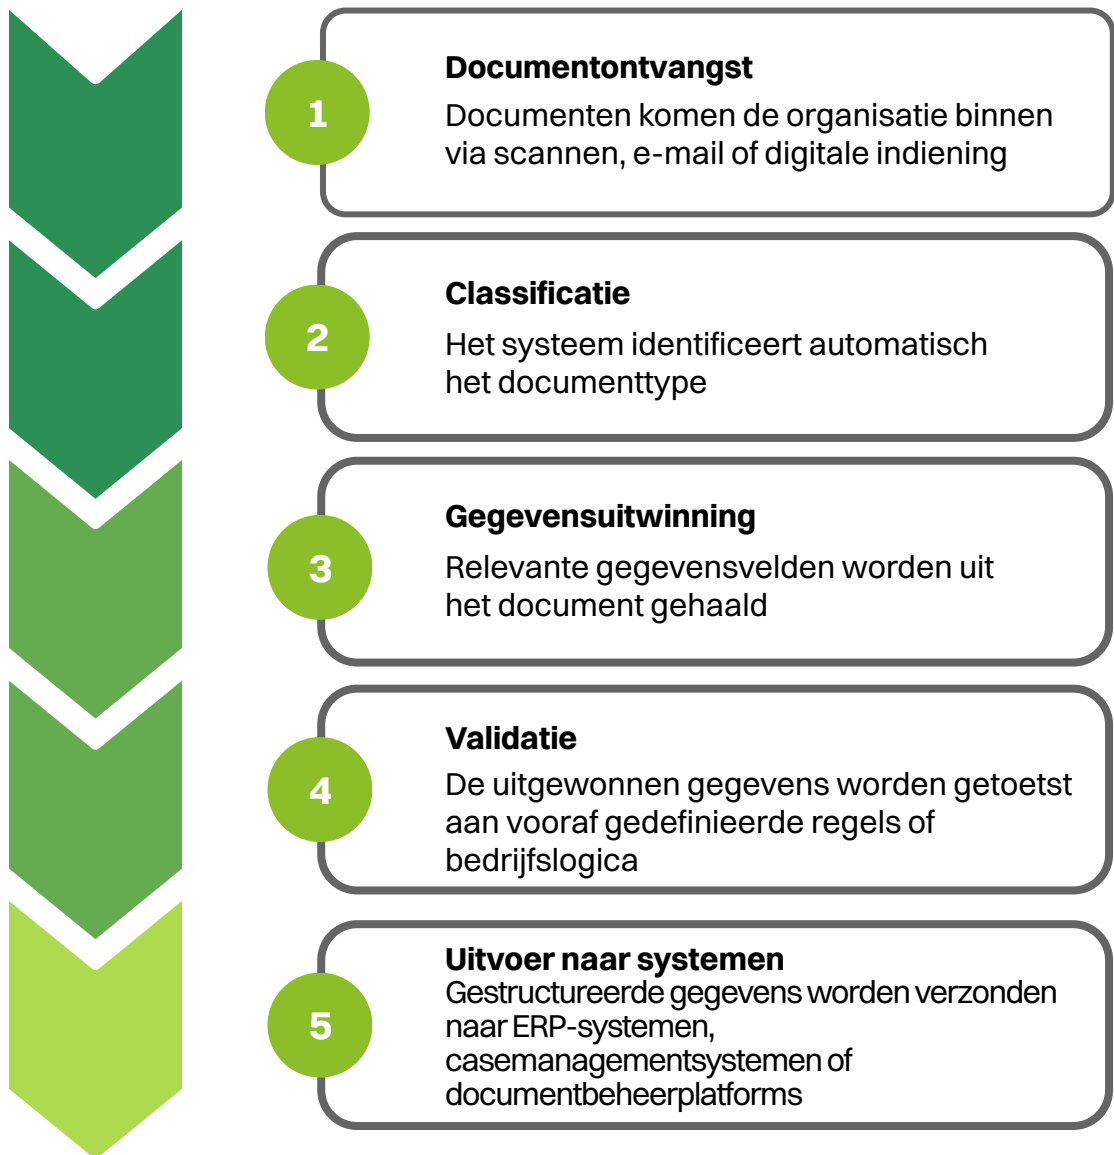 1
Documentontvangst
Documenten komen de organisatie binnen
via scannen, e-mail of digitale indiening
2
Classificatie
Het systeem identificeert automatisch
het documenttype
3
Gegevensuitwinning
Relevante gegevensvelden worden uit
het document gehaald
4
Validatie
De uitgewonnen gegevens worden getoetst
aan vooraf gedefinieerde regels of
bedrijfslogica
5
Uitvoer naar systemen
Gestructureerde gegevens worden verzonden
naar ERP-systemen,
casemanagementsystemen of
documentbeheerplatforms